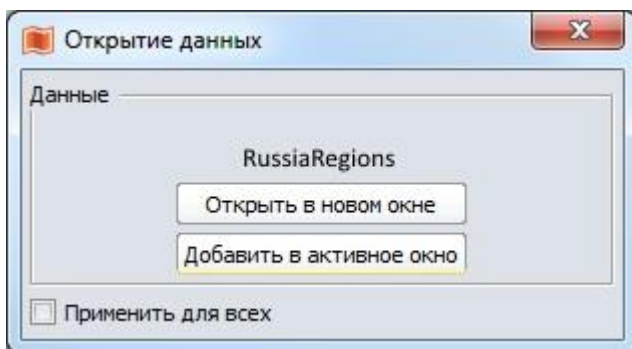 Открытие данных
Данные
RussiaRegions
Открыть в новом окне
Добавить в активное окно
Применить для всех